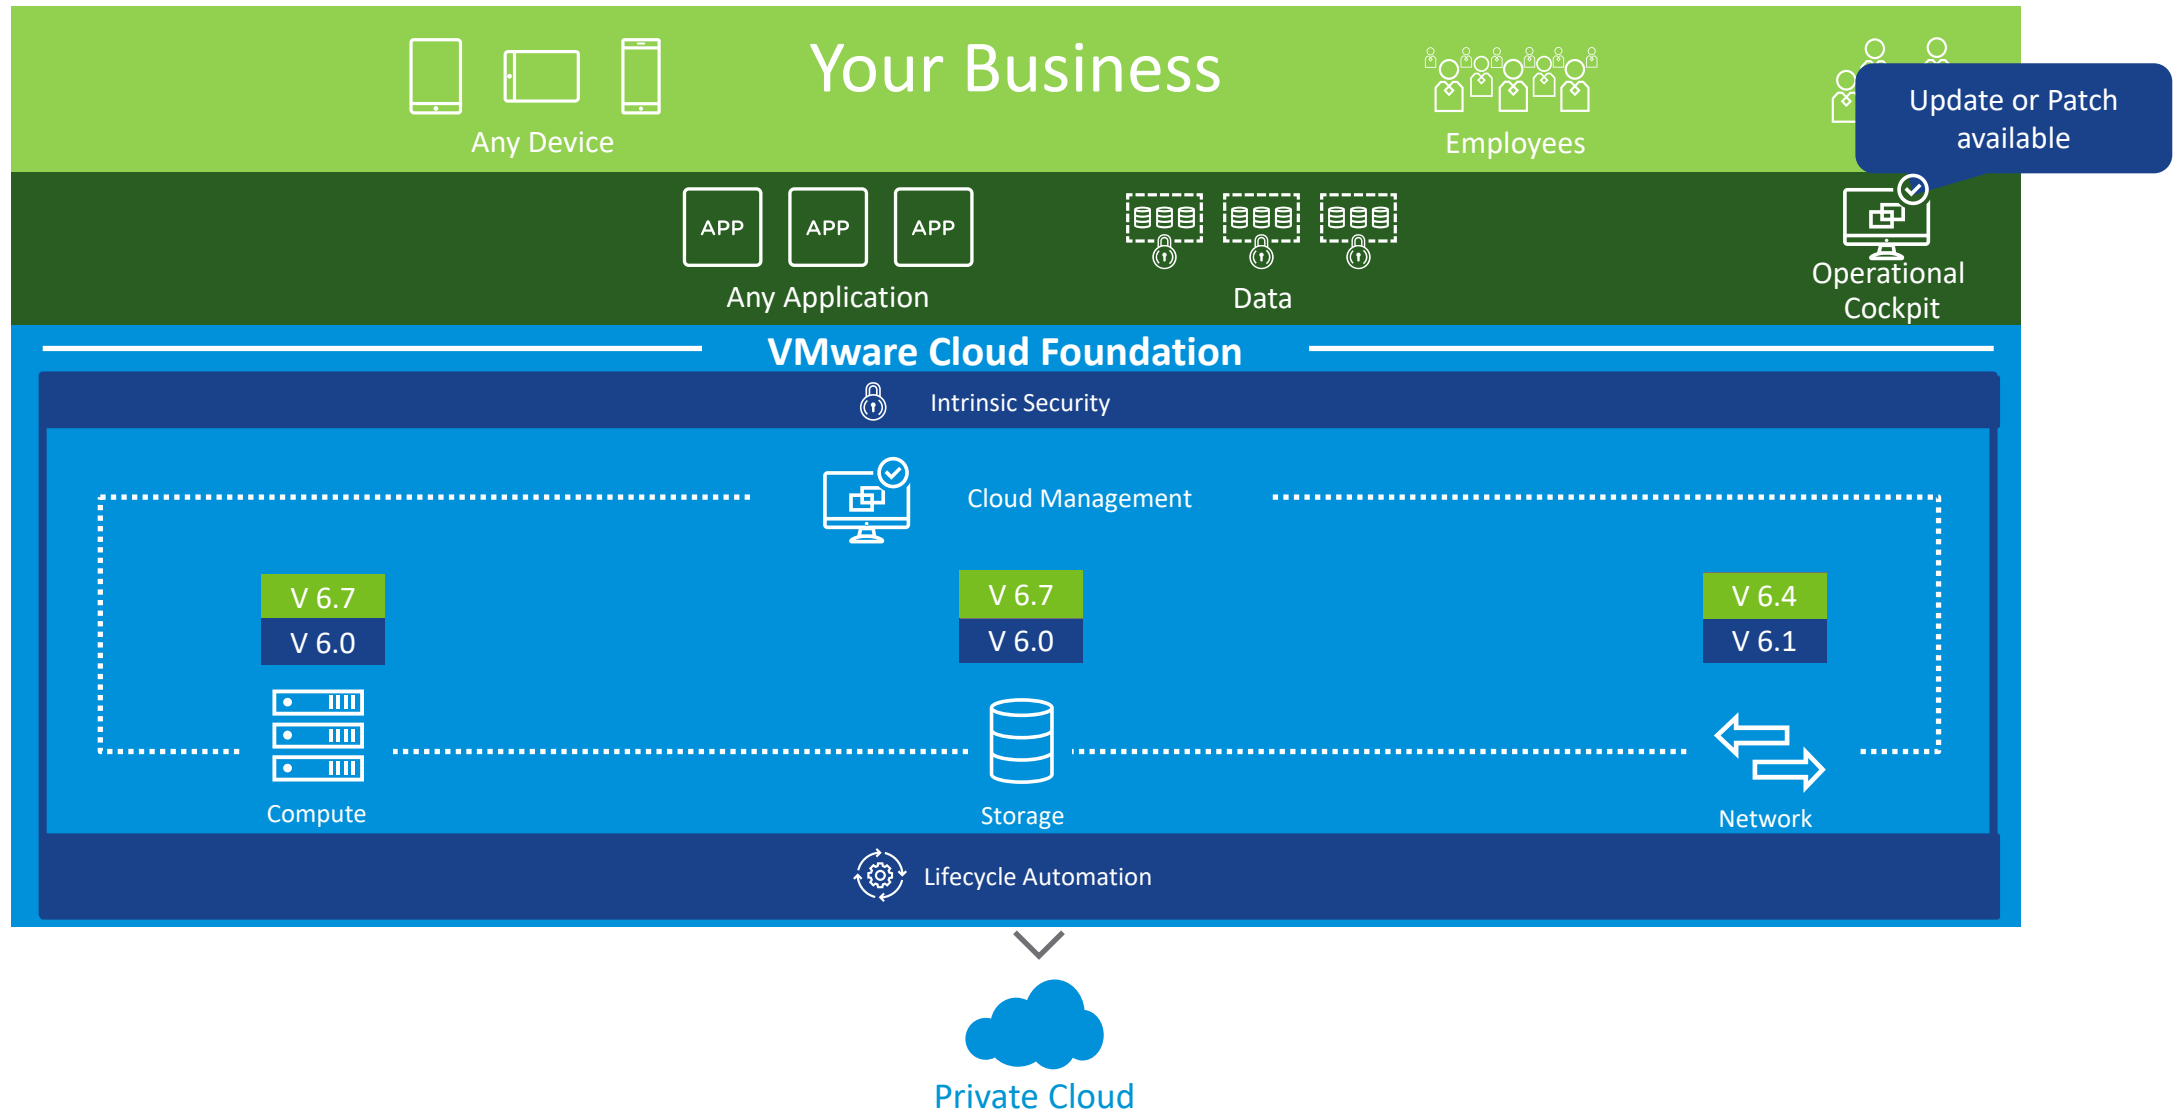 Your Business
Any Device
Employees
Update or Patch
available
APP
APP
APP
Any Application
Data
Operational
Cockpit
VMware Cloud Foundation
Intrinsic Security
Cloud Management
V 6.7
V 6.0
V 6.7
V 6.0
V 6.4
V 6.1
Compute
Storage
Network
Lifecycle Automation
Private Cloud